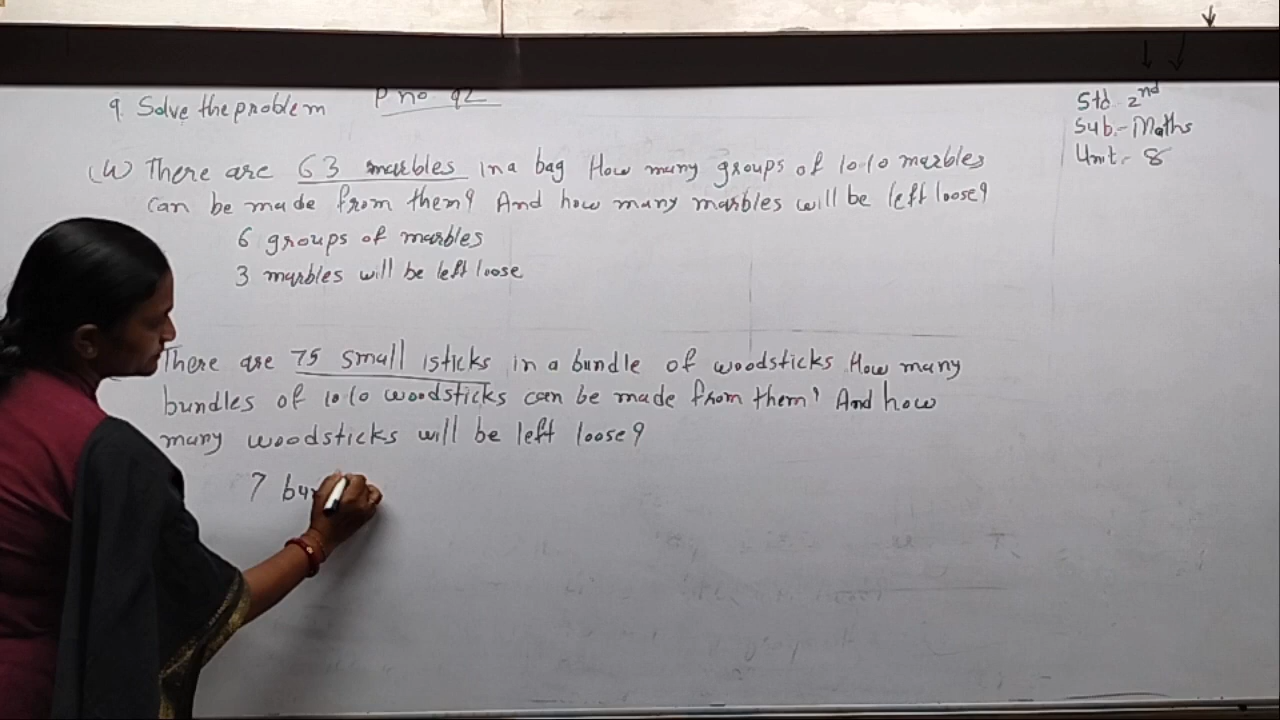 9. Solve the problem P no 92
Std. 2nd
Sub.- Maths
Unit.- 8
There are 63 marbles in a bag How many groups of 10 10 marbles
can be made from them? And how many marbles will be left loose?
6 groups of marbles
3 marbles will be left loose
There are 75 small sticks in a bundle of woodsticks How many
bundles of 10 10 woodsticks can be made from them? And how
many woodsticks will be left loose?
7 bun